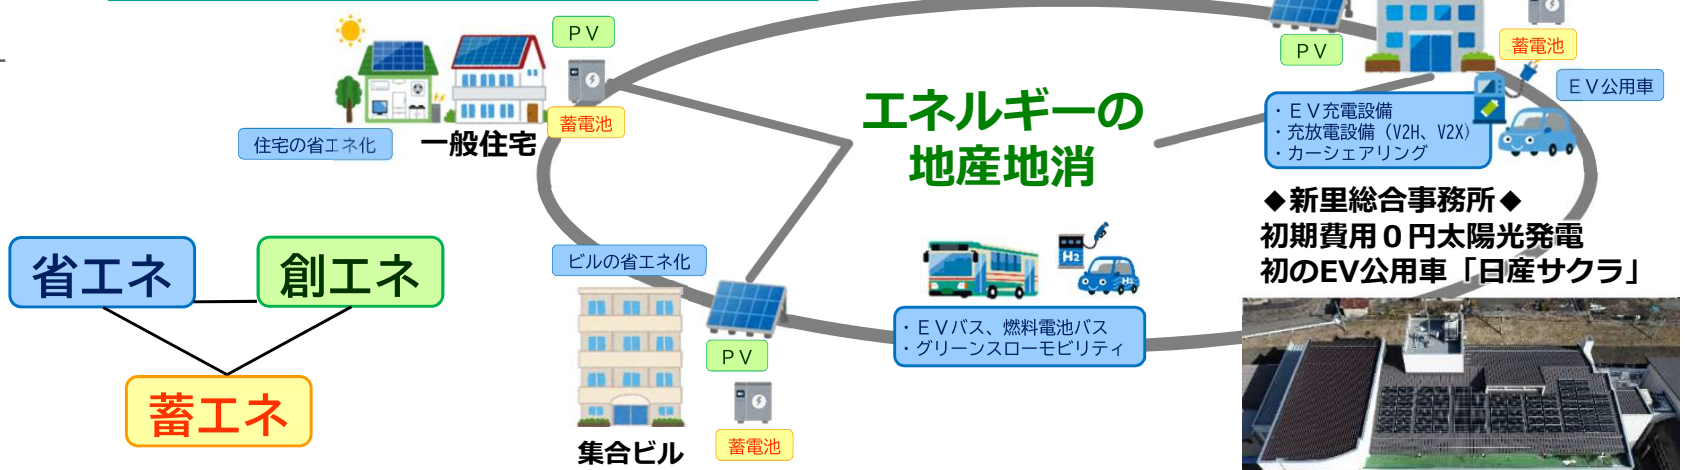 PV
蓄電池
住宅の省エネ化
一般住宅
エネルギーの
地産地消
PV
蓄電池
EV公用車
・EV充電設備
・充放電設備（V2H、V2X）
・カーシェアリング
◆新里総合事務所◆
初期費用０円太陽光発電
初のEV公用車「日産サクラ」
省エネ
創エネ
蓄エネ
ビルの省エネ化
PV
蓄電池
集合ビル
H2
H2
・EVバス、燃料電池バス
・グリーンスローモビリティ